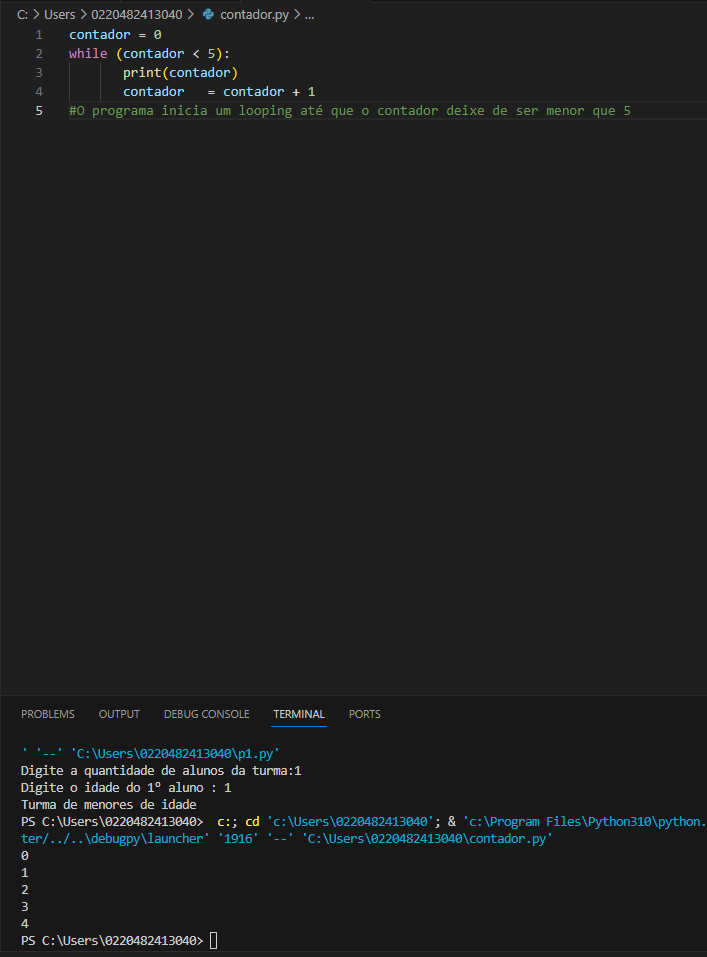 C: > Users > 0220482413040 > contador.py > ...
1 contador = 0
2 while (contador < 5):
3 print(contador)
4 contador   = contador + 1
5 #O programa inicia um looping até que o contador deixe de ser menor que 5
PROBLEMS OUTPUT DEBUG CONSOLE TERMINAL PORTS
' '--' 'C:\Users\0220482413040\p1.py'
Digite a quantidade de alunos da turma:1
Digite o idade do 1º aluno : 1
Turma de menores de idade
PS C:\Users\0220482413040>  c:; cd 'c:\Users\0220482413040'; & 'c:\Program Files\Python310\python.
ter/../..\debugpy\launcher' '1916' '--' 'C:\Users\0220482413040\contador.py'
0
1
2
3
4
PS C:\Users\0220482413040>